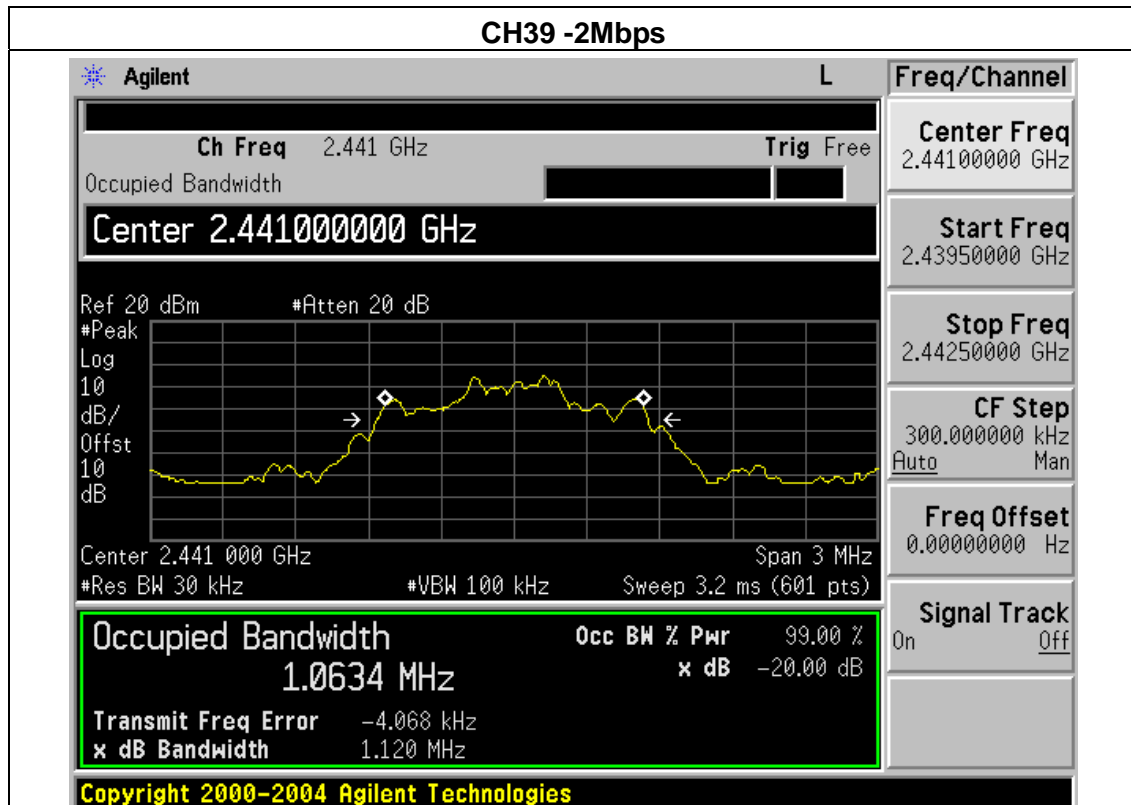 CH39 -2Mbps
Agilent L Freq/Channel
Ch Freq 2.441 GHz Trig Free
Occupied Bandwidth
Center 2.441000000 GHz
Center Freq
2.44100000 GHz
Start Freq
2.43950000 GHz
Stop Freq
2.44250000 GHz
CF Step
300.000000 kHz
Auto Man
Freq Offset
0.00000000 Hz
Signal Track
On Off
Ref 20 dBm #Atten 20 dB
#Peak
Log
10
dB/
Offst
10
dB
Center 2.441 000 GHz Span 3 MHz
#Res BW 30 kHz #VBW 100 kHz Sweep 3.2 ms (601 pts)
Occupied Bandwidth Occ BW % Pwr 99.00 %
1.0634 MHz x dB -20.00 dB
Transmit Freq Error -4.068 kHz
x dB Bandwidth 1.120 MHz
Copyright 2000-2004 Agilent Technologies